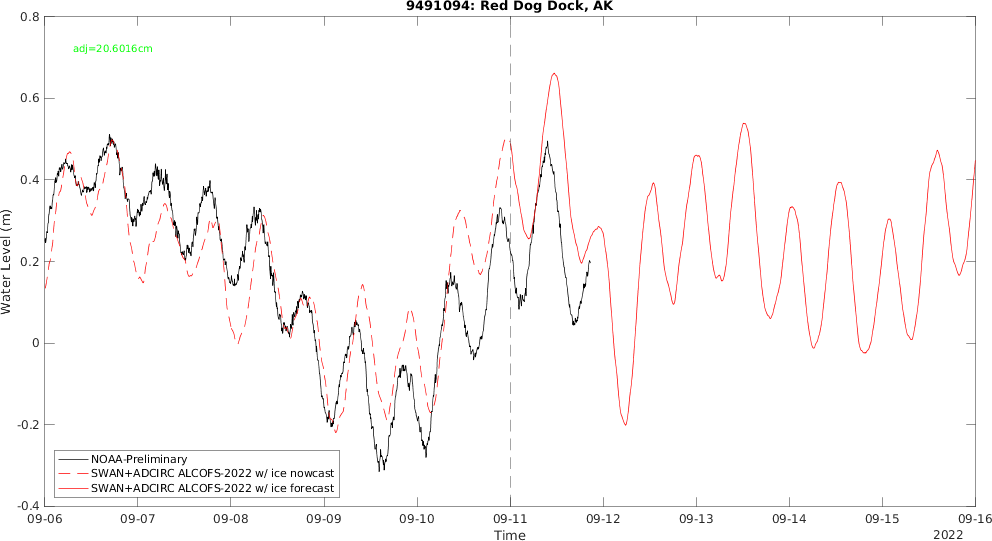 9491094: Red Dog Dock, AK
adj=20.6016cm
Water Level (m)
0.8
0.6
0.4
0.2
0
-0.2
-0.4
NOAA-Preliminary
SWAN+ADCIRC ALCOFS-2022 w/ ice nowcast
SWAN+ADCIRC ALCOFS-2022 w/ ice forecast
09-06 09-07 09-08 09-09 09-10 09-11 09-12 09-13 09-14 09-15 09-16
Time
2022